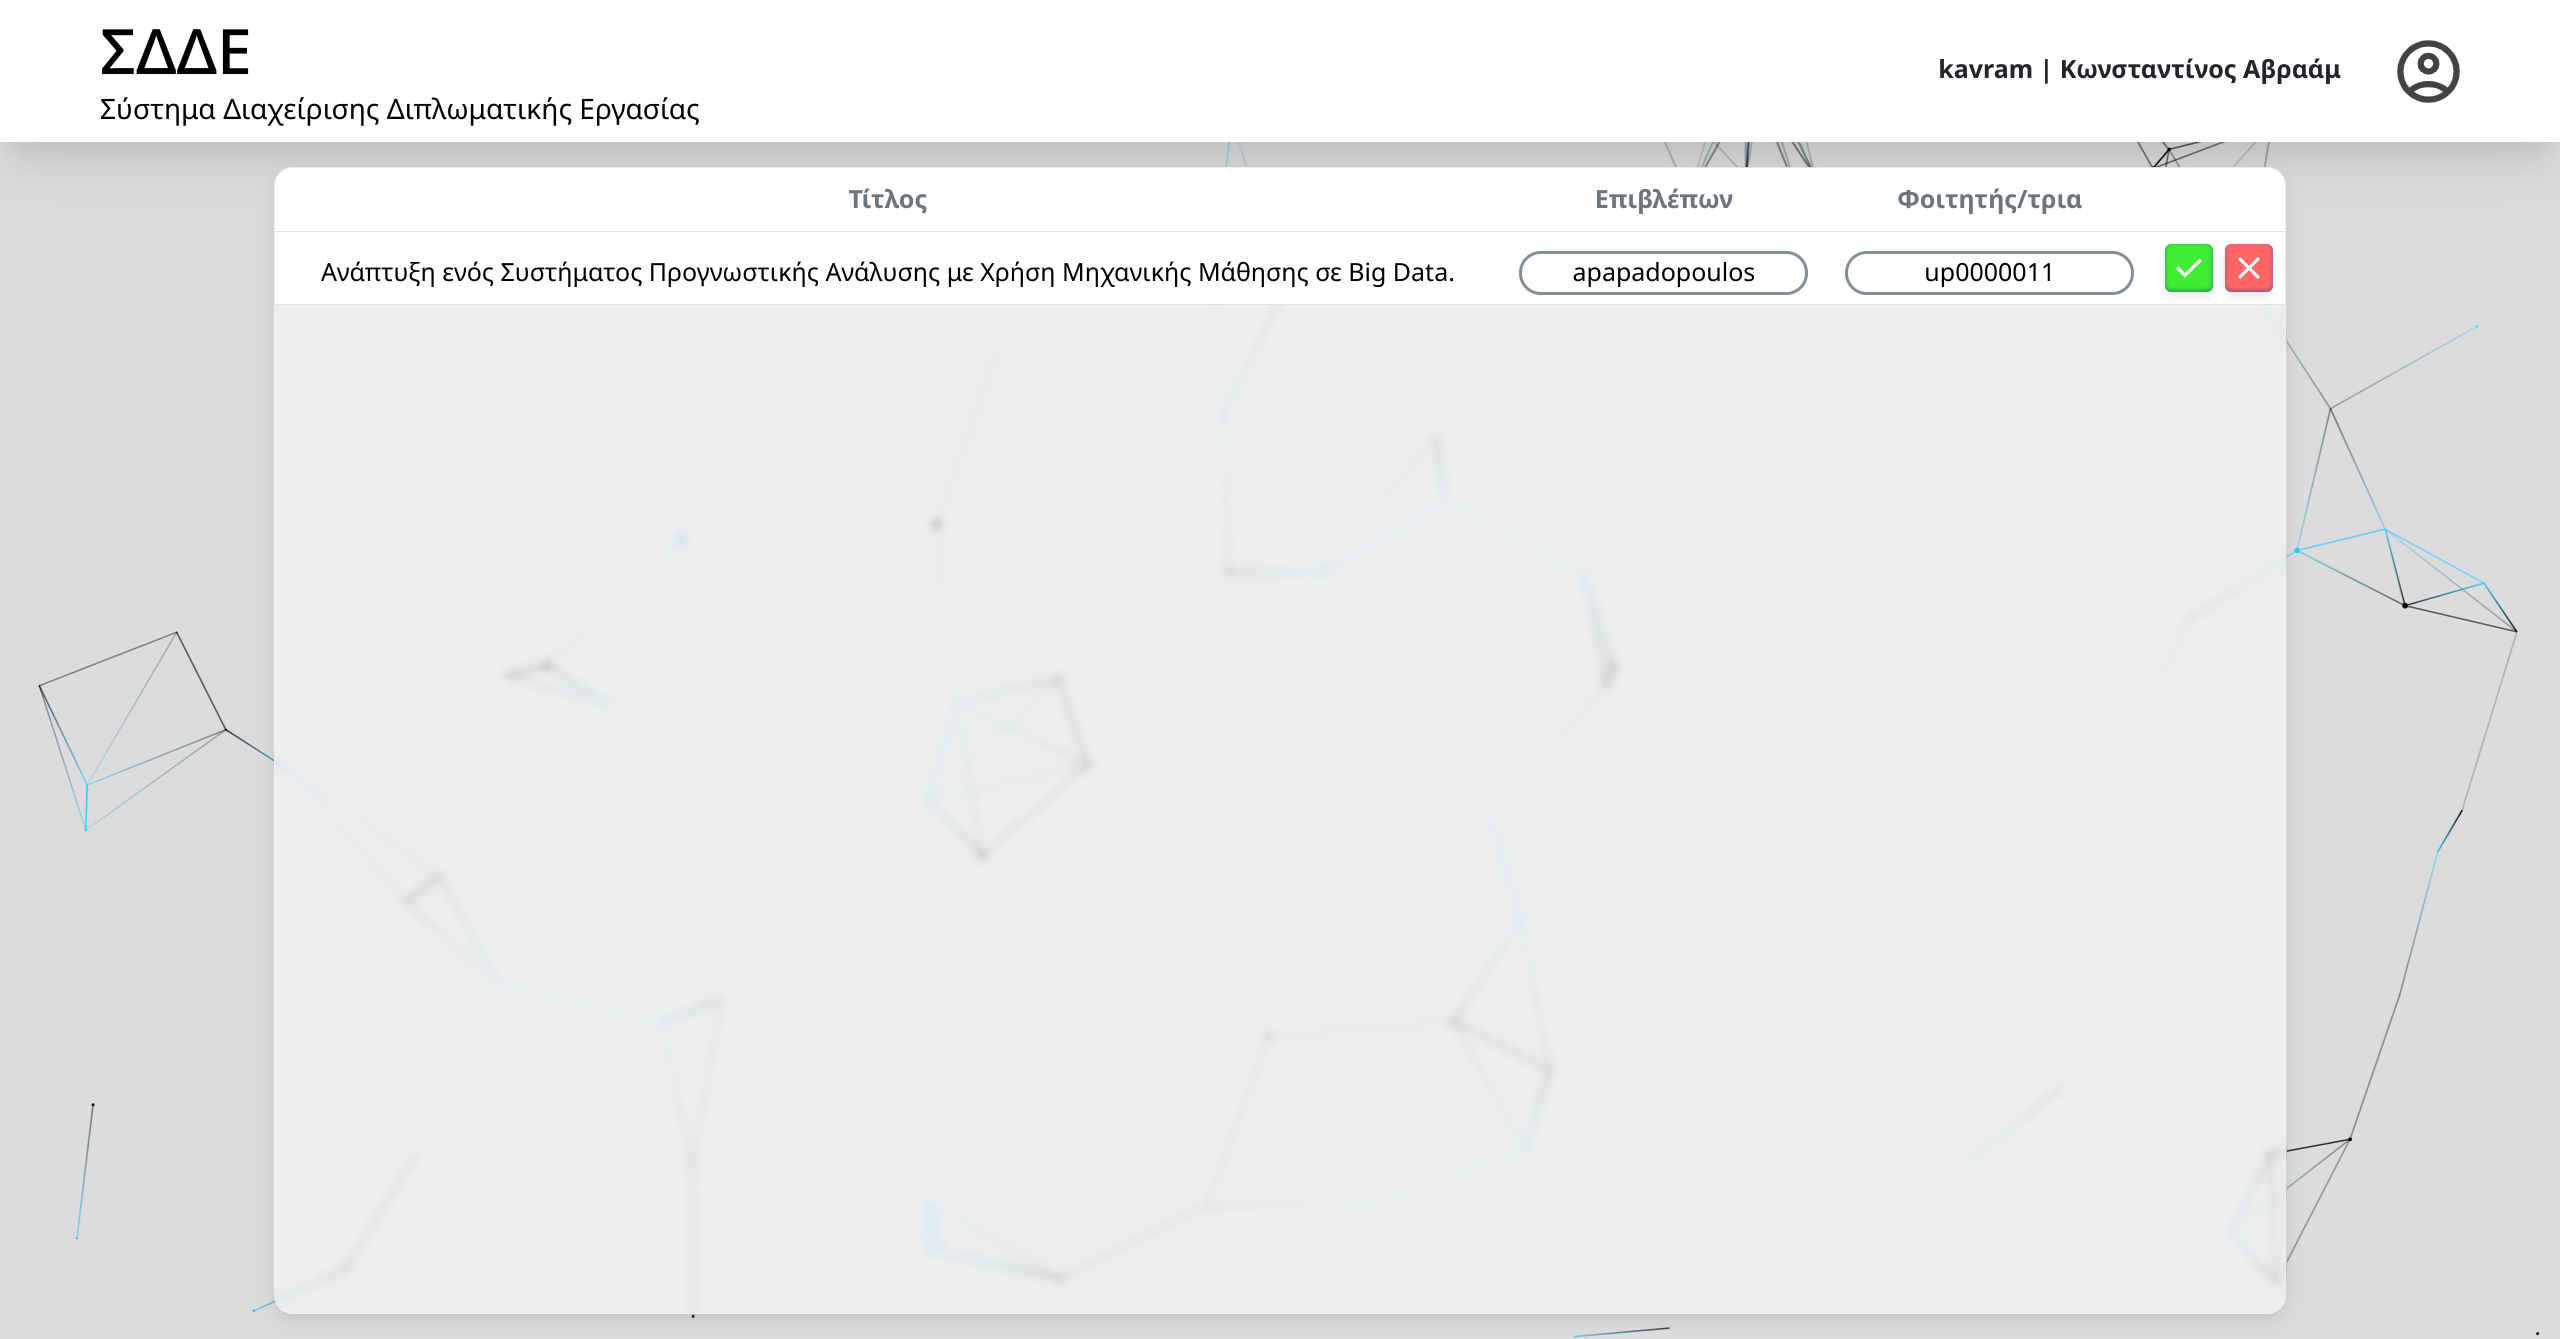 ΣΔΔΕ
Σύστημα Διαχείρισης Διπλωματικής Εργασίας
kavram | Κωνσταντίνος Αβραάμ
Τίτλος Επιβλέπων Φοιτητής/τρια
Ανάπτυξη ενός Συστήματος Προγνωστικής Ανάλυσης με Χρήση Μηχανικής Μάθησης σε Big Data. apapadopoulos up0000011